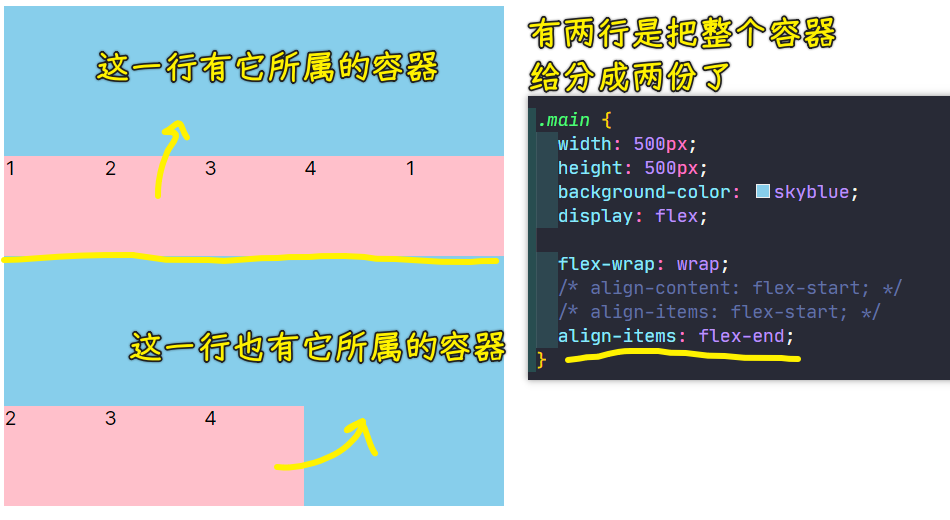 这一行有它所属的容器
1 2 3 4 1
这一行也有它所属的容器
2 3 4
有两行是把整个容器
给分成两份了
.main {
width: 500px;
height: 500px;
background-color: skyblue;
display: flex;
flex-wrap: wrap;
/* align-content: flex-start; */
/* align-items: flex-start; */
align-items: flex-end;
}